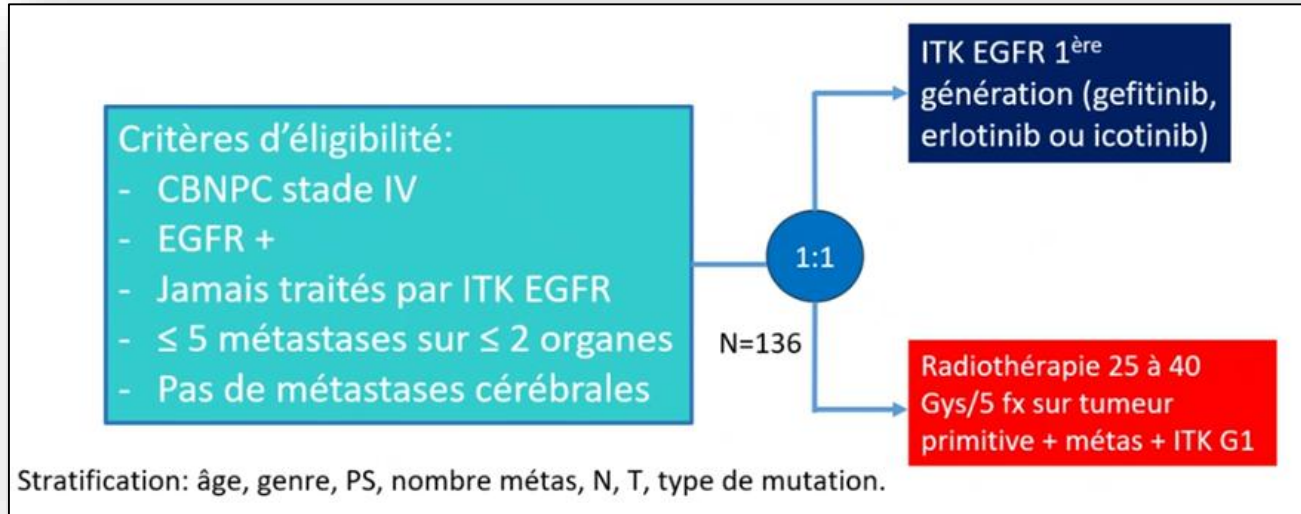 Critères d'éligibilité:
- CBNPC stade IV
- EGFR +
- Jamais traités par ITK EGFR
- ≤ 5 métastases sur ≤ 2 organes
- Pas de métastases cérébrales
1:1
N=136
ITK EGFR 1ère
génération (gefitinib,
erlotinib ou icotinib)
Radiothérapie 25 à 40
Gys/5 fx sur tumeur
primitive + métas + ITK G1
Stratification: âge, genre, PS, nombre métas, N, T, type de mutation.